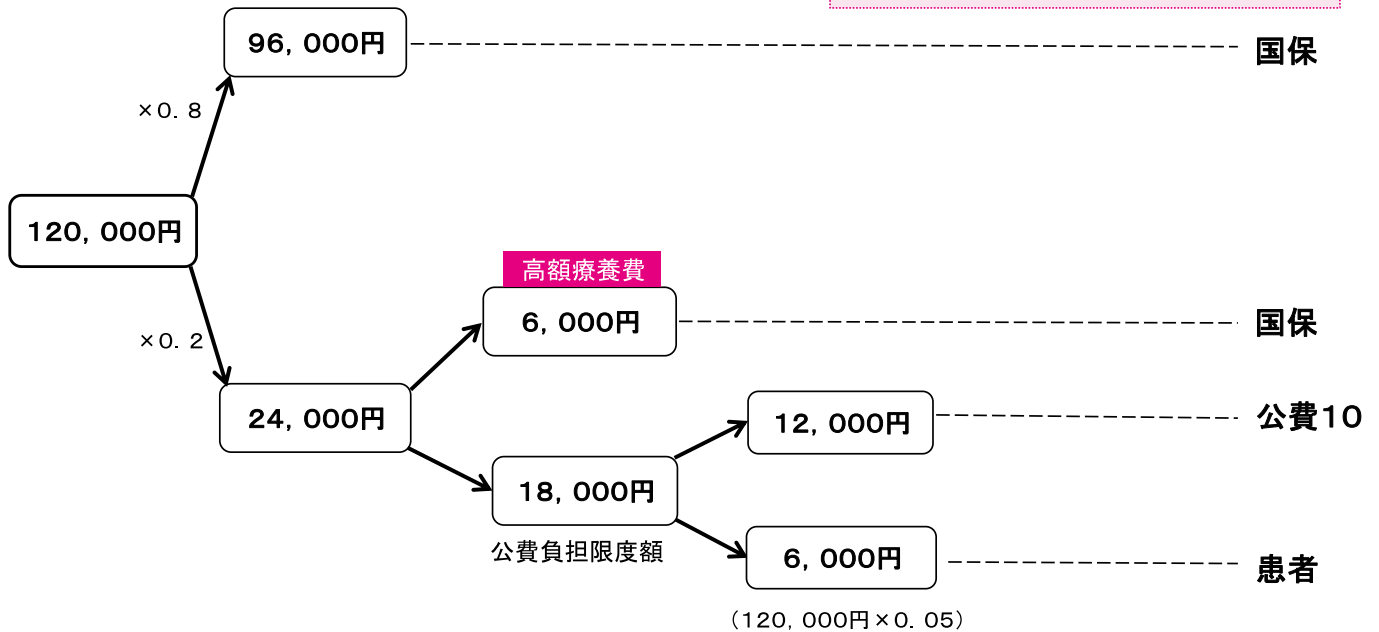 96, 000円
国保
×0. 8
120, 000円
高額療養費
6, 000円
国保
×0. 2
24, 000円
12, 000円
公費10
18, 000円
公費負担限度額
6, 000円
患者
（120, 000円×0. 05）